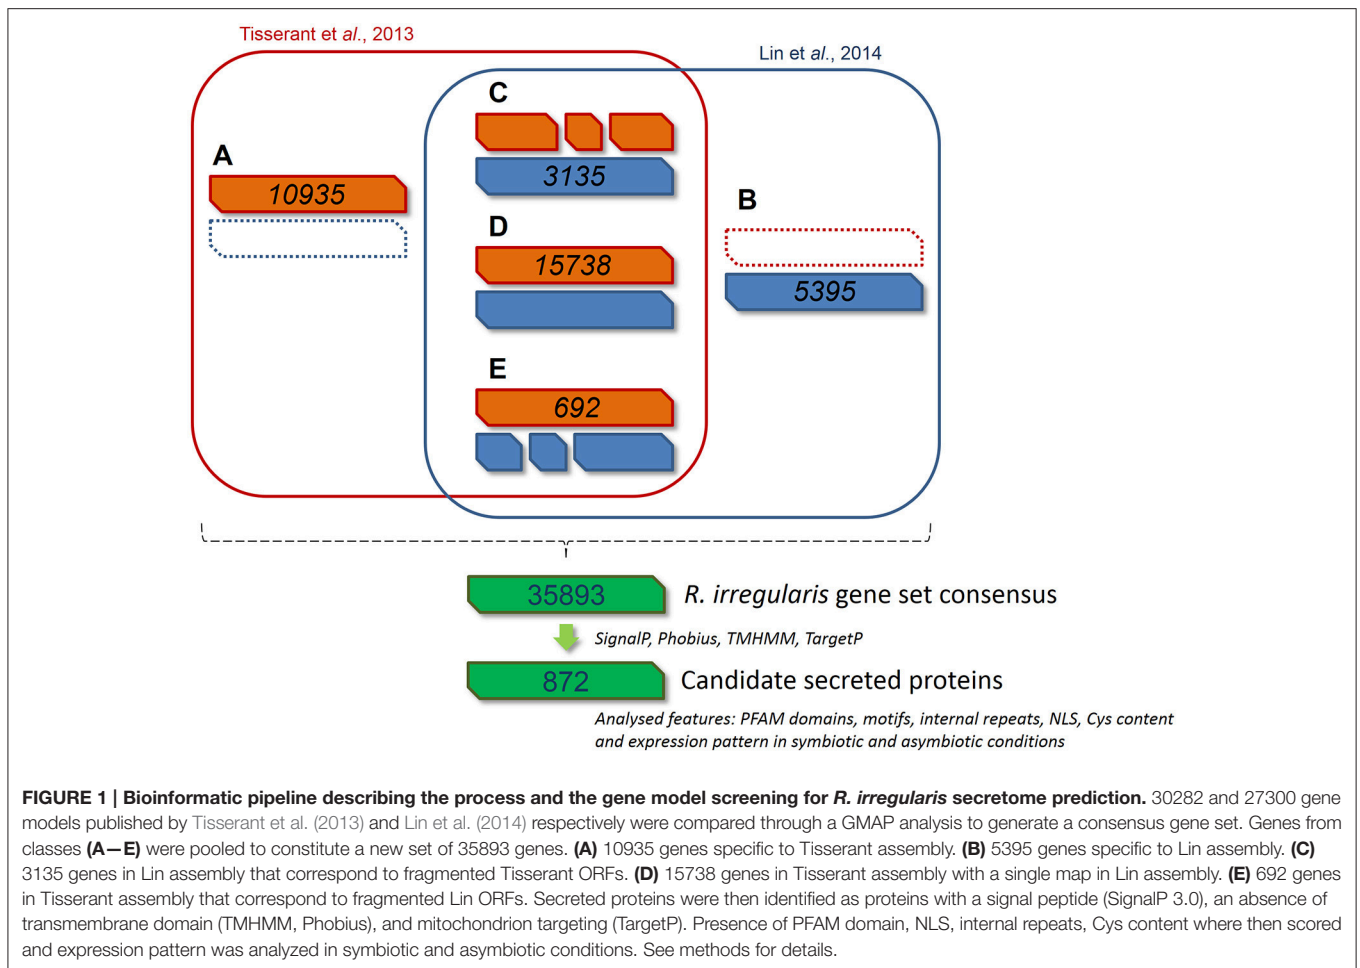 Tisserant et al., 2013
Lin et al., 2014
C
A
10935
3135
B
D
15738
5395
E
692
35893
R. irregularis gene set consensus
SignalP, Phobius, TMHMM, TargetP
872
Candidate secreted proteins
Analysed features: PFAM domains, motifs, internal repeats, NLS, Cys content
and expression pattern in symbiotic and asymbiotic conditions
FIGURE 1 | Bioinformatic pipeline describing the process and the gene model screening for R. irregularis secretome prediction. 30282 and 27300 gene
models published by Tisserant et al. (2013) and Lin et al. (2014) respectively were compared through a GMAP analysis to generate a consensus gene set. Genes from
classes (A—E) were pooled to constitute a new set of 35893 genes. (A) 10935 genes specific to Tisserant assembly. (B) 5395 genes specific to Lin assembly. (C)
3135 genes in Lin assembly that correspond to fragmented Tisserant ORFs. (D) 15738 genes in Tisserant assembly with a single map in Lin assembly. (E) 692 genes
in Tisserant assembly that correspond to fragmented Lin ORFs. Secreted proteins were then identified as proteins with a signal peptide (SignalP 3.0), an absence of
transmembrane domain (TMHMM, Phobius), and mitochondrion targeting (TargetP). Presence of PFAM domain, NLS, internal repeats, Cys content where then scored
and expression pattern was analyzed in symbiotic and asymbiotic conditions. See methods for details.